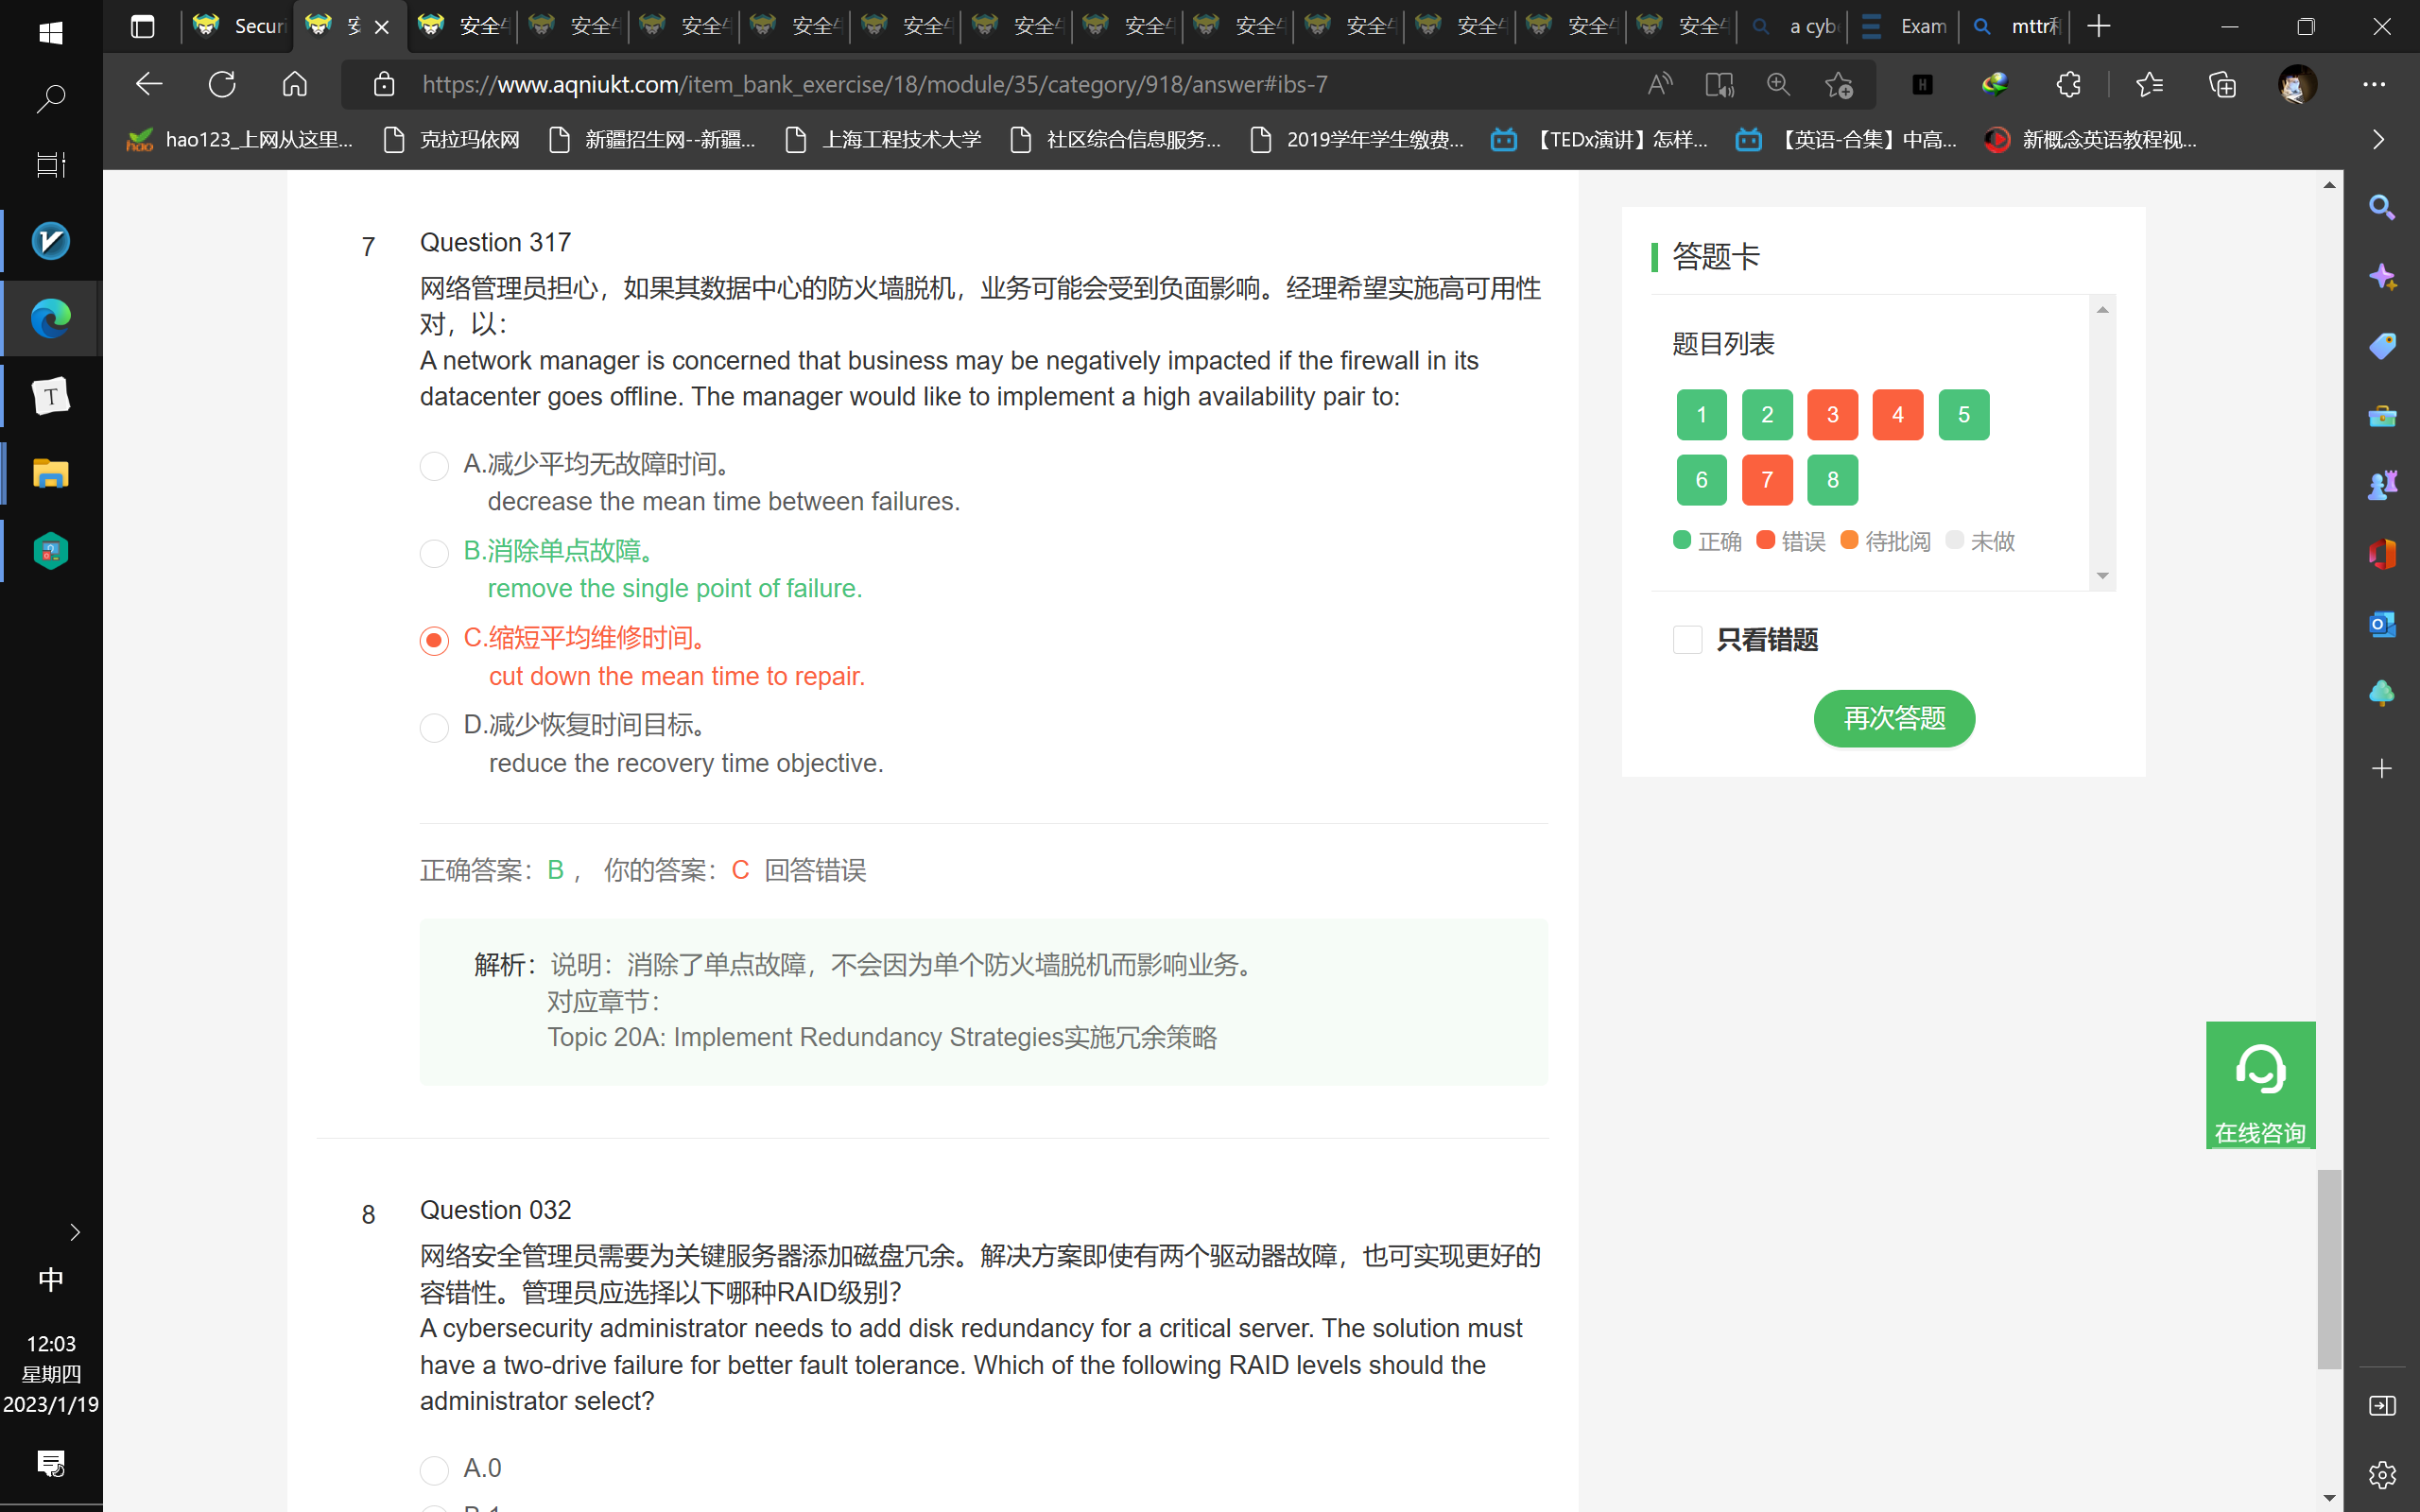 Securi
安全牛
安全牛
安全牛
安全牛
安全牛
安全牛
安全牛
安全牛
安全牛
安全牛
安全牛
a cybe
Exam
mttr和
https://www.aqniukt.com/item_bank_exercise/18/module/35/category/918/answer#ibs-7
hao123_上网从这里...
克拉玛依网
新疆招生网--新疆...
上海工程技术大学
社区综合信息服务...
2019学年学生缴费...
【TEDx演讲】怎样...
【英语-合集】中高...
新概念英语教程视...
7
Question 317
网络管理员担心，如果其数据中心的防火墙脱机，业务可能会受到负面影响。经理希望实施高可用性
对，以：
A network manager is concerned that business may be negatively impacted if the firewall in its
datacenter goes offline. The manager would like to implement a high availability pair to:
A.减少平均无故障时间。
decrease the mean time between failures.
B.消除单点故障。
remove the single point of failure.
C.缩短平均维修时间。
cut down the mean time to repair.
D.减少恢复时间目标。
reduce the recovery time objective.
正确答案：B， 你的答案：C 回答错误
解析：说明：消除了单点故障，不会因为单个防火墙脱机而影响业务。
对应章节：
Topic 20A: Implement Redundancy Strategies实施冗余策略
8
Question 032
网络安全管理员需要为关键服务器添加磁盘冗余。解决方案即使有两个驱动器故障，也可实现更好的
容错性。管理员应选择以下哪种RAID级别？
A cybersecurity administrator needs to add disk redundancy for a critical server. The solution must
have a two-drive failure for better fault tolerance. Which of the following RAID levels should the
administrator select?
A.0
答题卡
题目列表
1 2 3 4 5
6 7 8
正确 错误 待批阅 未做
只看错题
再次答题
在线咨询
中
12:03
星期四
2023/1/19